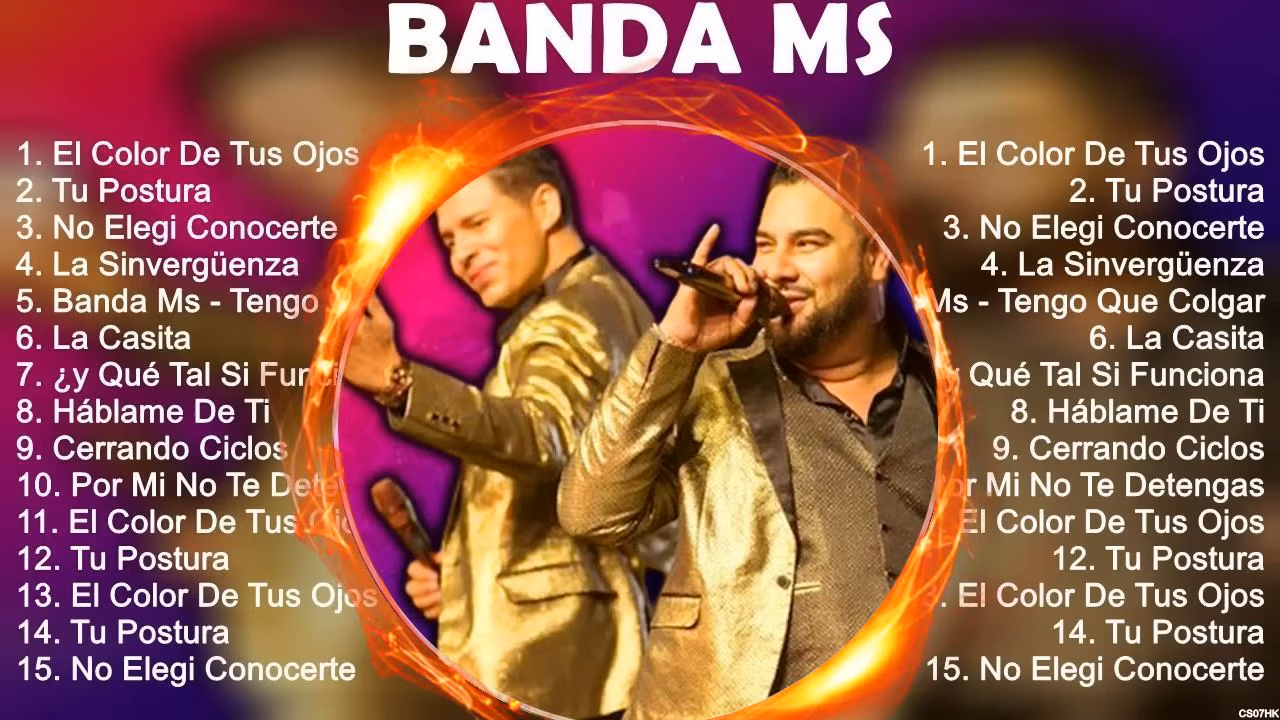 BANDA MS
1. El Color De Tus Ojos
2. Tu Postura
3. No Elegi Conocerte
4. La Sinvergüenza
5. Banda Ms - Tengo
6. La Casita
7. ¿y Qué Tal Si Funci
8. Háblame De Ti
9. Cerrando Ciclos
10. Por Mi No Te Dete
11. El Color De Tus Ojo
12. Tu Postura
13. El Color De Tus Ojos
14. Tu Postura
15. No Elegi Conocerte
1. El Color De Tus Ojos
2. Tu Postura
3. No Elegi Conocerte
4. La Sinvergüenza
Ms - Tengo Que Colgar
6. La Casita
y Qué Tal Si Funciona
8. Háblame De Ti
9. Cerrando Ciclos
or Mi No Te Detengas
El Color De Tus Ojos
12. Tu Postura
3. El Color De Tus Ojos
14. Tu Postura
15. No Elegi Conocerte
CS07HK